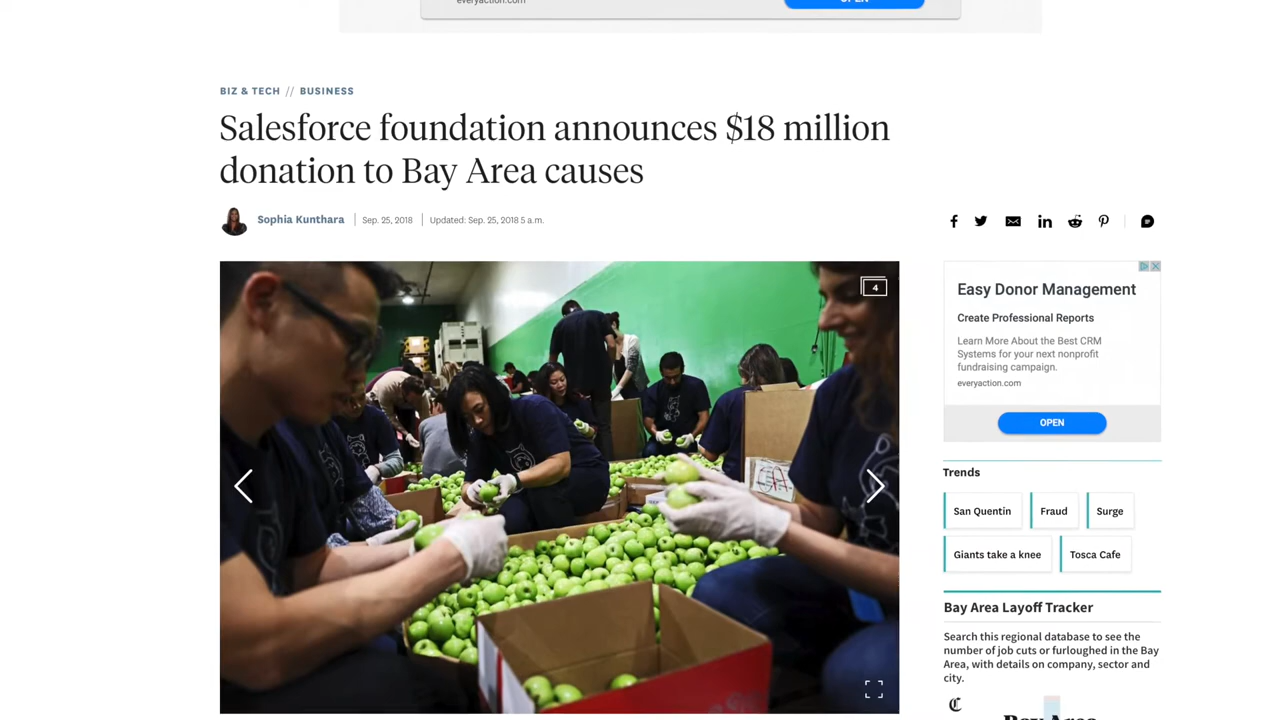 everyaction.com
OPEN
BIZ & TECH // BUSINESS
Salesforce foundation announces $18 million
donation to Bay Area causes
Sophia Kunthara | Sep. 25, 2018 | Updated: Sep. 25, 2018 5 a.m.
4
Easy Donor Management
Create Professional Reports
Learn More About the Best CRM
Systems for your next nonprofit
fundraising campaign.
everyaction.com
OPEN
Trends
San Quentin
Fraud
Surge
Giants take a knee
Tosca Cafe
Bay Area Layoff Tracker
Search this regional database to see the
number of job cuts or furloughed in the Bay
Area, with details on company, sector and
city.
Bay Area